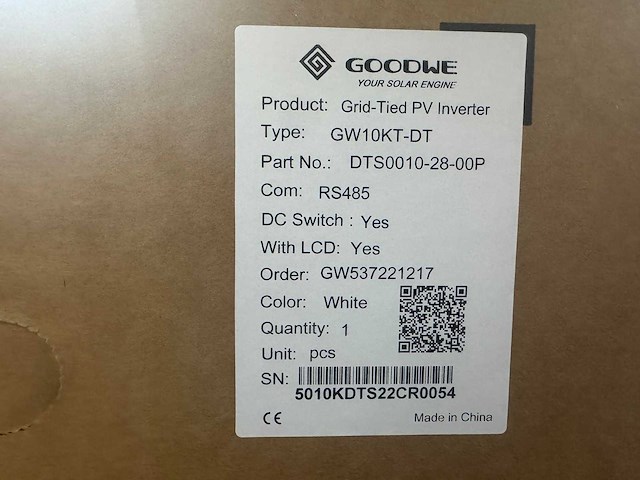 GOODWE
YOUR SOLAR ENGINE
Product: Grid-Tied PV Inverter
Type: GW10KT-DT
Part No.: DTS0010-28-00P
Com: RS485
DC Switch : Yes
With LCD: Yes
Order: GW537221217
Color: White
Quantity: 1
Unit: pcs
SN:
5010KDTS22CR0054
CE Made in China